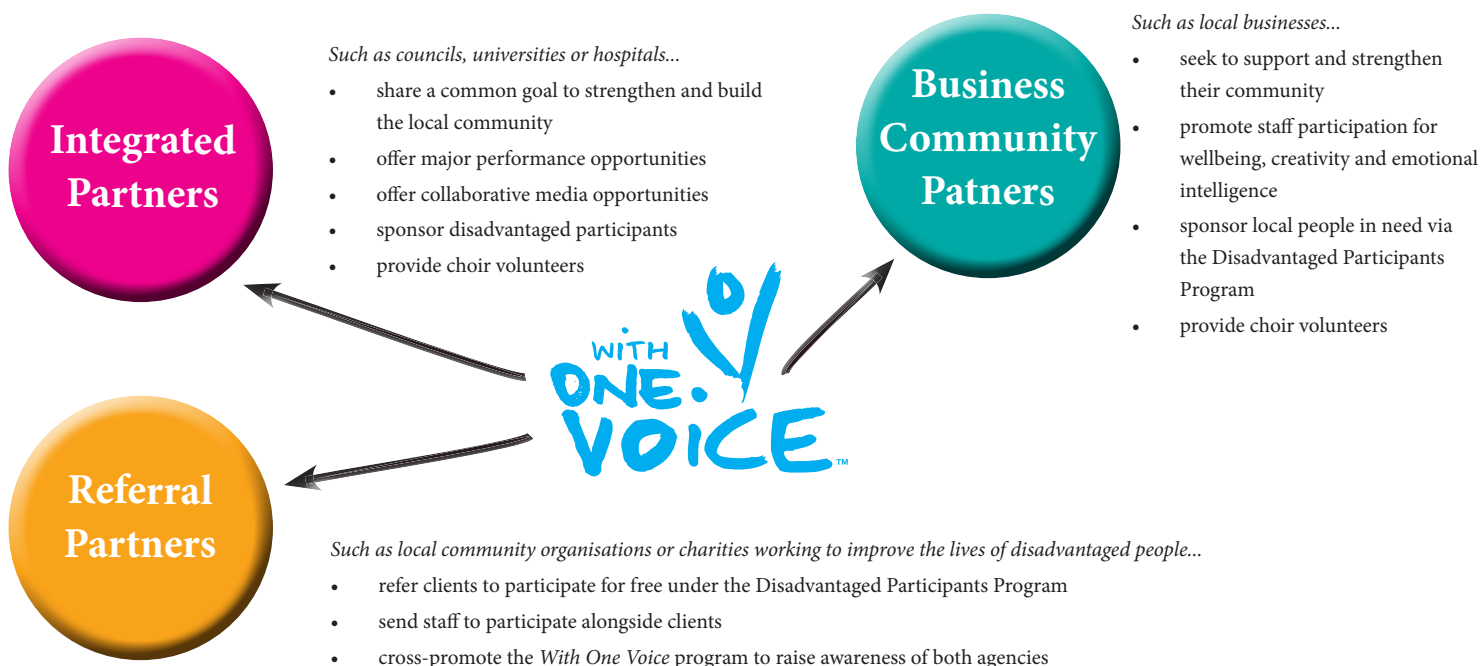 Integrated
Partners
Such as councils, universities or hospitals...
• share a common goal to strengthen and build
the local community
• offer major performance opportunities
• offer collaborative media opportunities
• sponsor disadvantaged participants
• provide choir volunteers
Business
Community
Patners
Such as local businesses...
• seek to support and strengthen
their community
• promote staff participation for
wellbeing, creativity and emotional
intelligence
• sponsor local people in need via
the Disadvantaged Participants
Program
• provide choir volunteers
WITH
ONE
VOICE™
Referral
Partners
Such as local community organisations or charities working to improve the lives of disadvantaged people...
• refer clients to participate for free under the Disadvantaged Participants Program
• send staff to participate alongside clients
• cross-promote the With One Voice program to raise awareness of both agencies